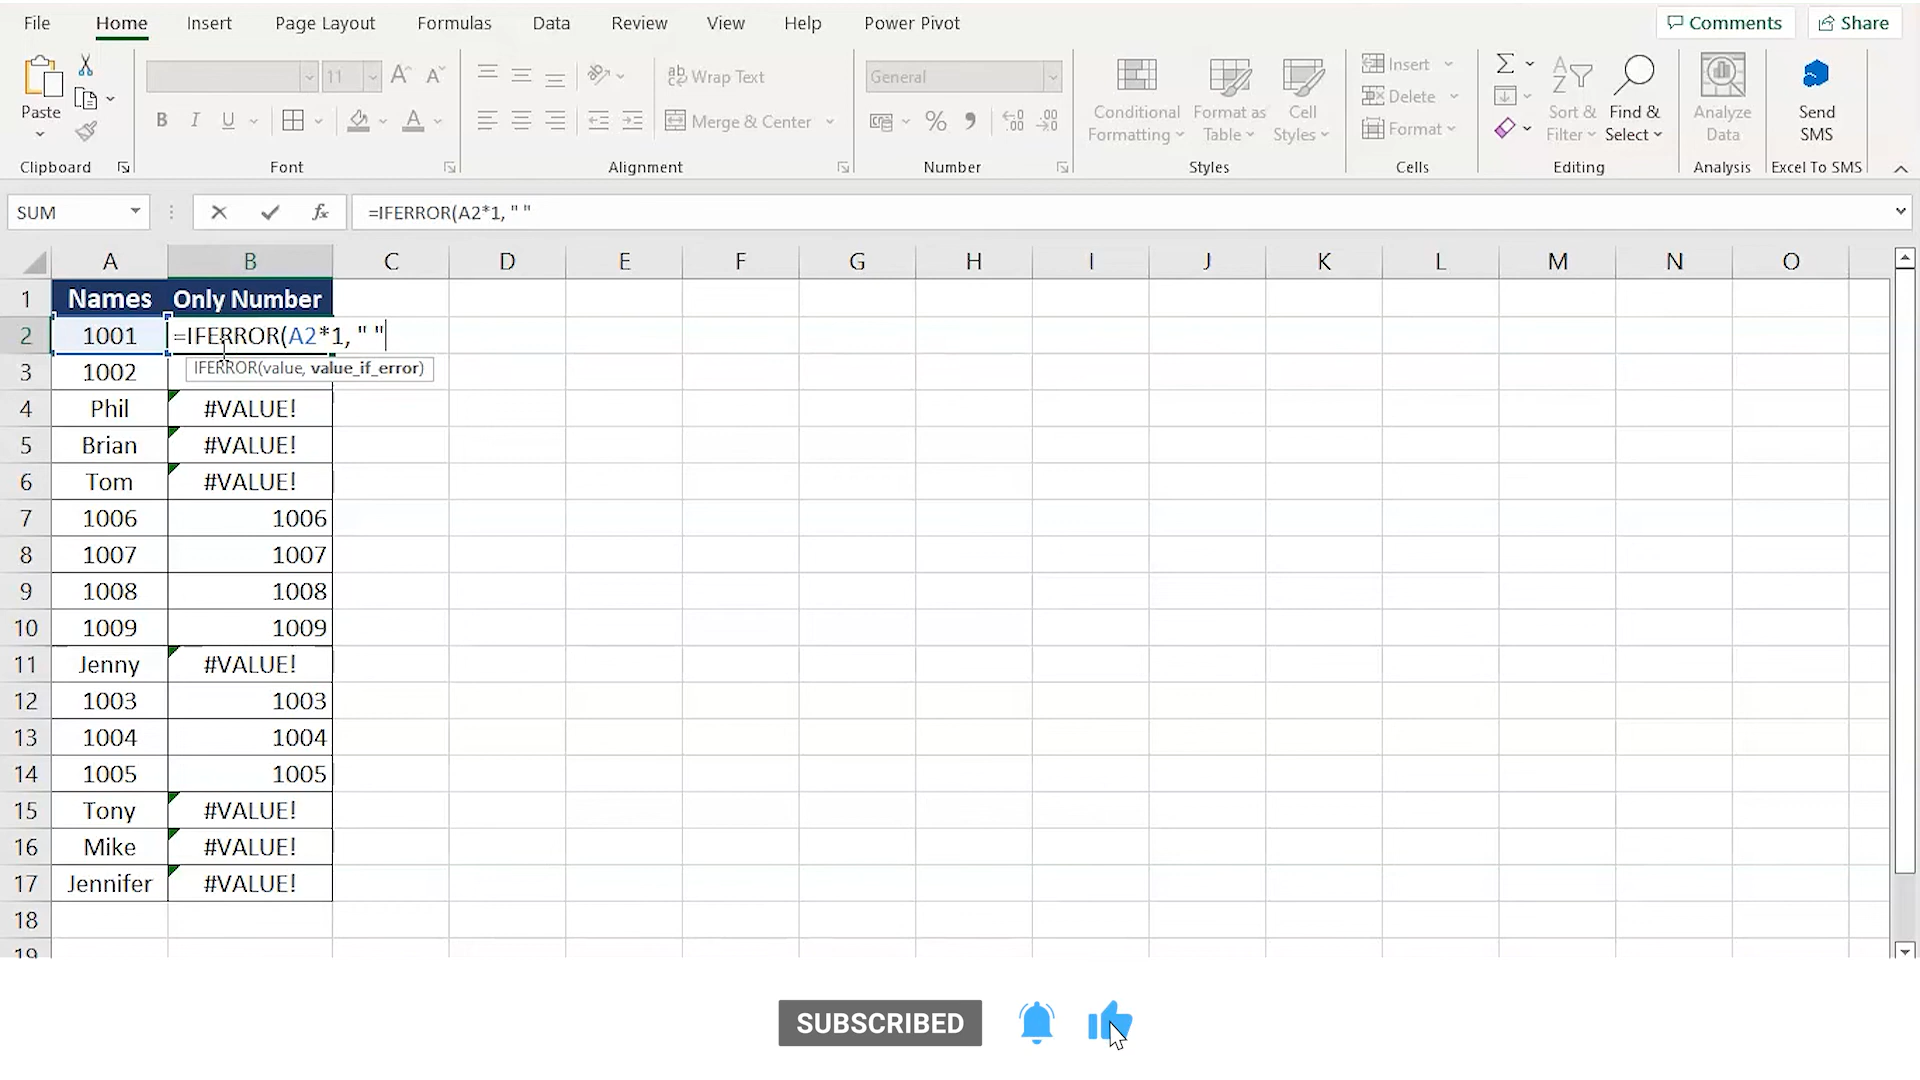 File Home Insert Page Layout Formulas Data Review View Help Power Pivot Comments Share
Paste
Clipboard
11
B I U
Font
Wrap Text
Merge & Center
Alignment
General
%
Number
Conditional Formatting
Format as Table
Cell Styles
Styles
Insert
Delete
Format
Cells
Sort & Filter
Find & Select
Editing
Analyze Data
Analysis
Send SMS
Excel To SMS
SUM fx =IFERROR(A2*1, " "
A B C D E F G H I J K L M N O
1 Names Only Number
2 1001 =IFERROR(A2*1, " "
IFERROR(value, value_if_error)
3 1002
4 Phil #VALUE!
5 Brian #VALUE!
6 Tom #VALUE!
7 1006 1006
8 1007 1007
9 1008 1008
10 1009 1009
11 Jenny #VALUE!
12 1003 1003
13 1004 1004
14 1005 1005
15 Tony #VALUE!
16 Mike #VALUE!
17 Jennifer #VALUE!
18
19
SUBSCRIBED